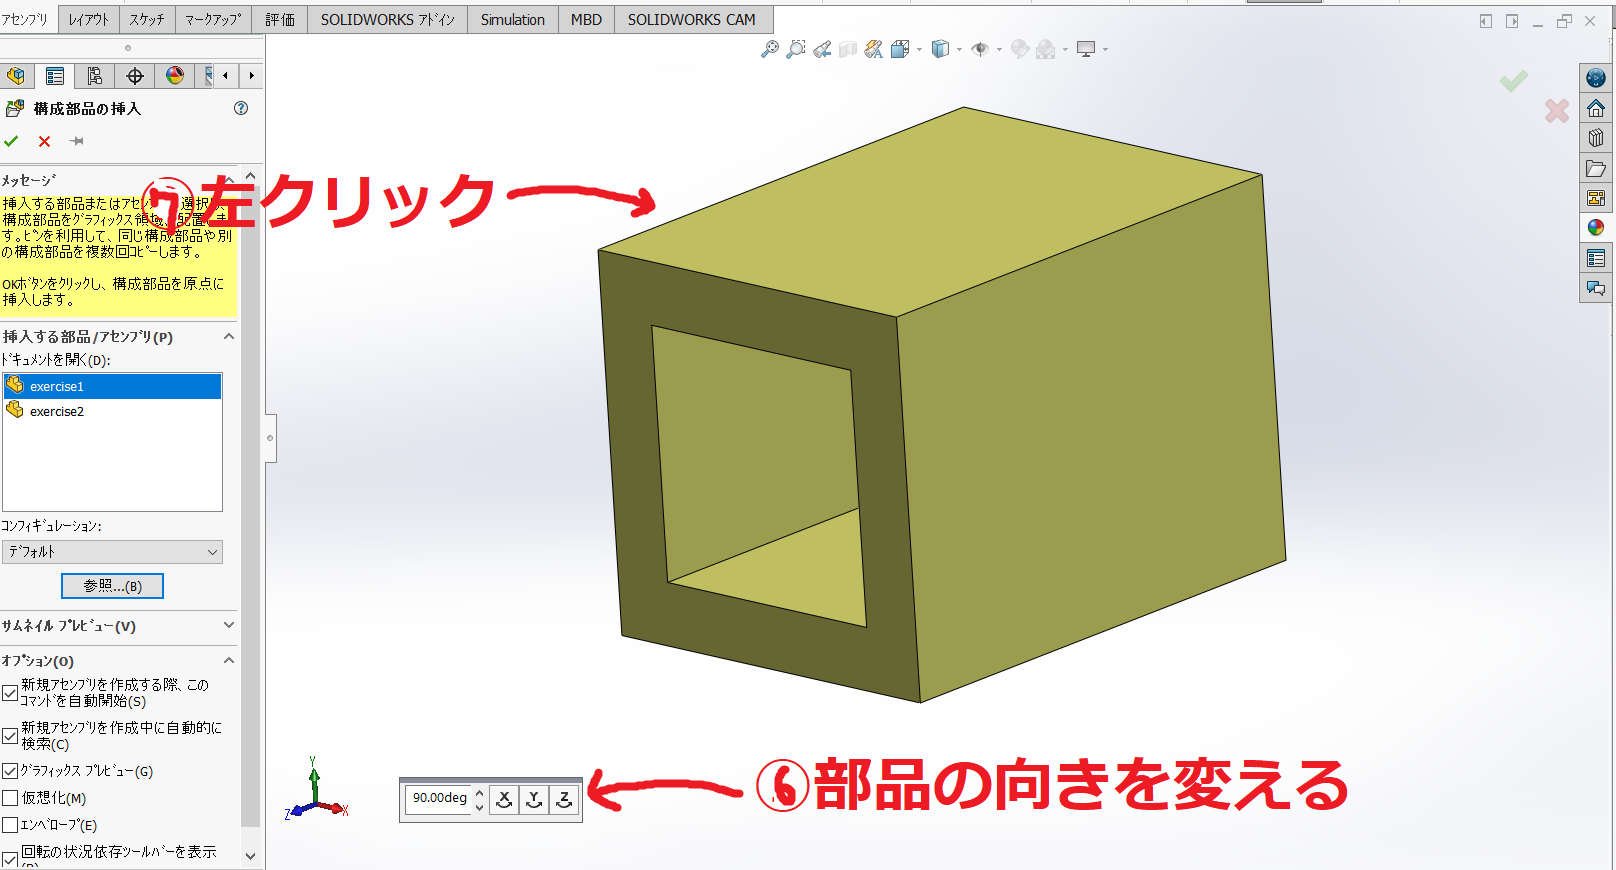 アセンブリ レイアウト スケッチ マークアップ 評価 SOLIDWORKS アドイン Simulation MBD SOLIDWORKS CAM
構成部品の挿入
メッセージ
挿入する部品またはアセン 選択
構成部品をグラフィックス領域 配置しま
す。ピンを利用して、同じ構成部品や別
の構成部品を複数回コピーします。
OKボタンをクリックし、構成部品を原点に
挿入します。
⑦左クリック
挿入する部品/アセンブリ(P)
ドキュメントを開く(D):
exercise1
exercise2
コンフィギュレーション:
デフォルト
参照...(B)
サムネイル プレビュー(V)
オプション(O)
新規アセンブリを作成する際、この
コマンドを自動開始(S)
新規アセンブリを作成中に自動的に
検索(C)
グラフィックス プレビュー(G)
仮想化(M)
エンベロープ(E)
回転の状況依存ツールバーを表示
Y
X
Z
90.00deg X Y Z
⑥部品の向きを変える